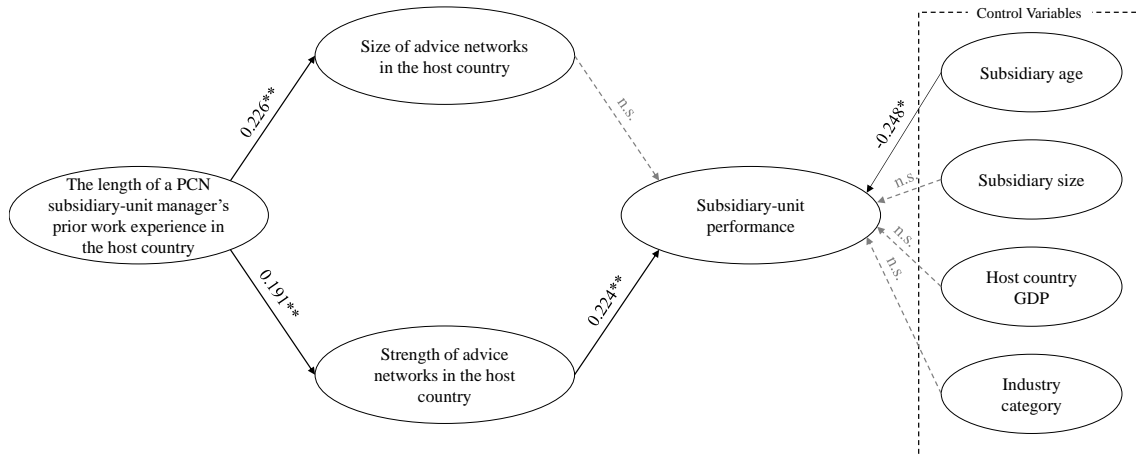 Control Variables
Size of advice networks
in the host country
Subsidiary age
0.226**
n.s.
-0.248*
The length of a PCN
subsidiary-unit manager's
prior work experience in
the host country
Subsidiary-unit
performance
n.s.
Subsidiary size
n.s.
n.s.
Host country
GDP
0.191**
0.224**
Strength of advice
networks in the host
country
Industry
category